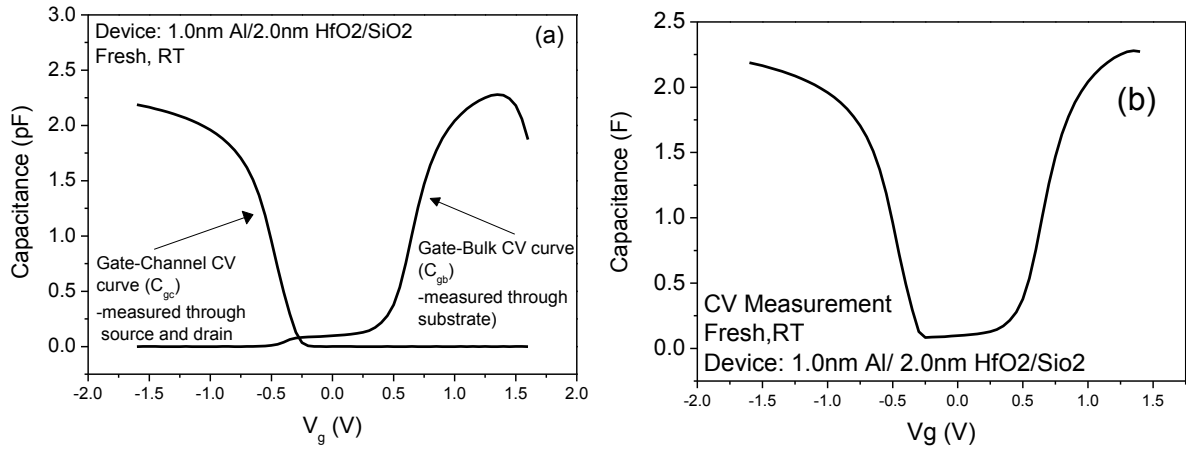 Device: 1.0nm Al/2.0nm HfO2/SiO2
Fresh, RT
(a)
Gate-Channel CV
curve (C_gc)
-measured through
source and drain
Gate-Bulk CV curve
(C_gb)
-measured through
substrate)
Capacitance (pF)
3.0
2.5
2.0
1.5
1.0
0.5
0.0
-2.0 -1.5 -1.0 -0.5 0.0 0.5 1.0 1.5 2.0
V_g (V)
(b)
CV Measurement
Fresh,RT
Device: 1.0nm Al/ 2.0nm HfO2/Sio2
Capacitance (F)
2.5
2.0
1.5
1.0
0.5
0.0
-2.0 -1.5 -1.0 -0.5 0.0 0.5 1.0 1.5
Vg (V)